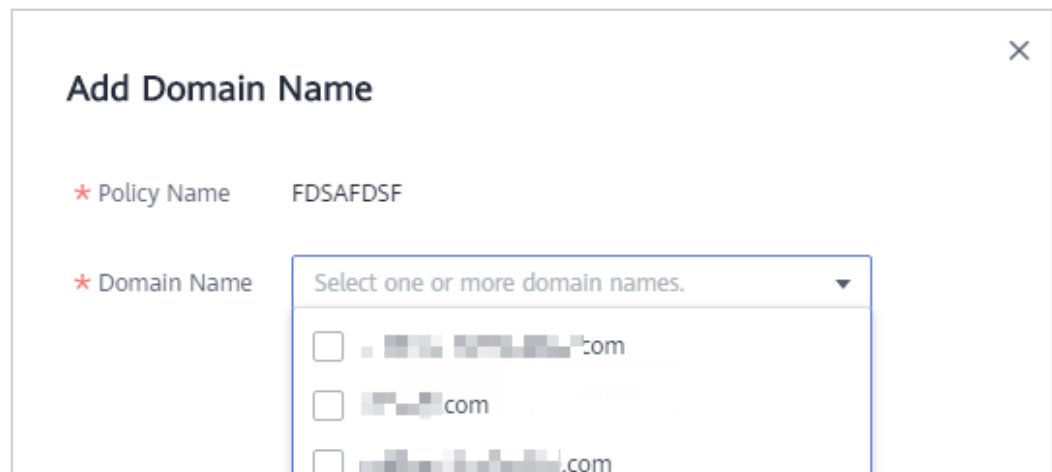 Add Domain Name
* Policy Name FDSAFDSF
* Domain Name Select one or more domain names.
com
com
.com